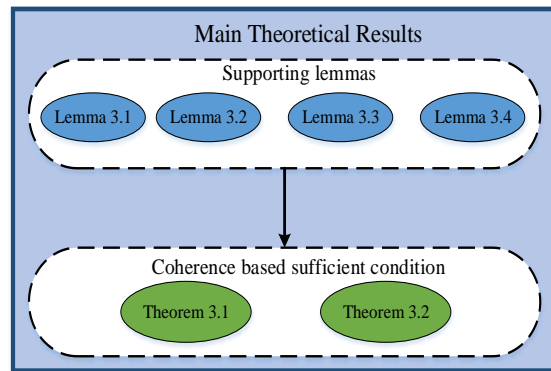 Main Theoretical Results
Supporting lemmas
Lemma 3.1 Lemma 3.2 Lemma 3.3 Lemma 3.4
Coherence based sufficient condition
Theorem 3.1 Theorem 3.2